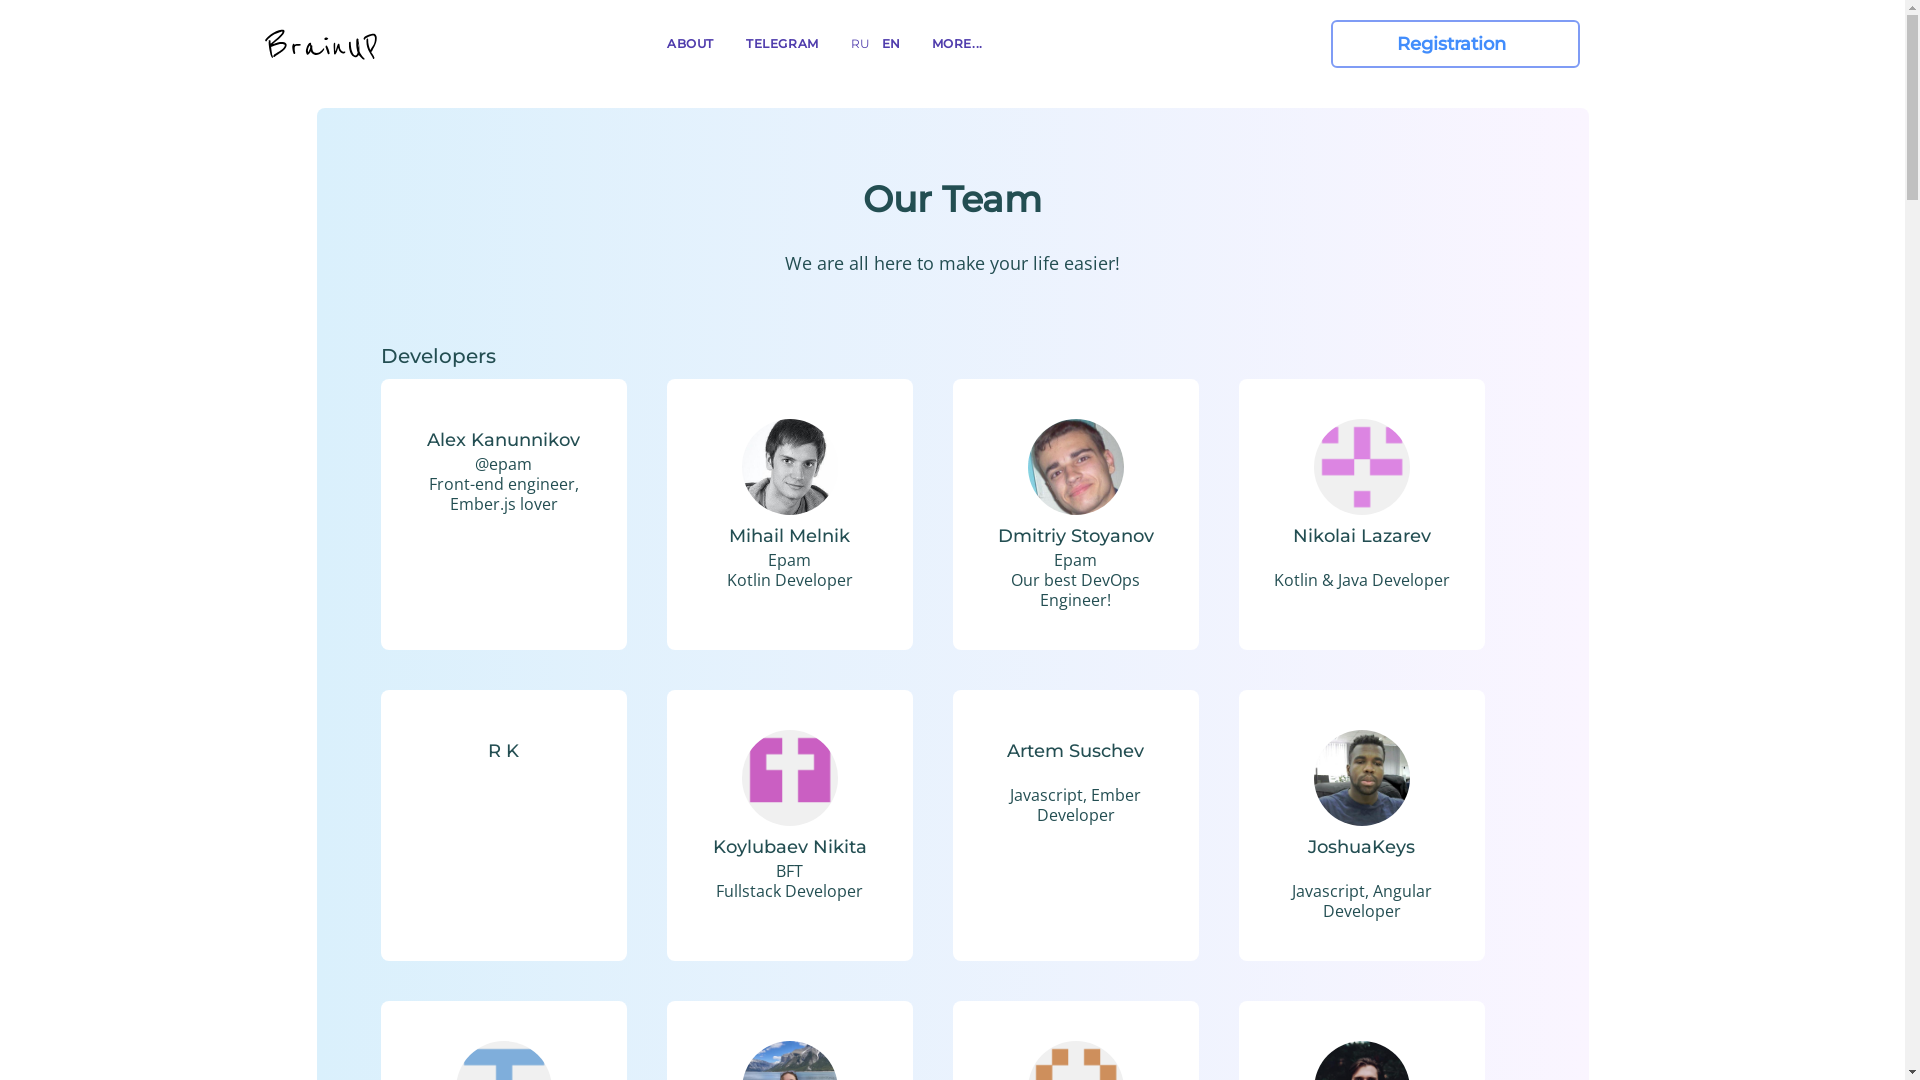 BrainUP
ABOUT
TELEGRAM
RU
EN
MORE...
Registration
Our Team
We are all here to make your life easier!
Developers
Alex Kanunnikov
@epam
Front-end engineer,
Ember.js lover
Mihail Melnik
Epam
Kotlin Developer
Dmitriy Stoyanov
Epam
Our best DevOps
Engineer!
Nikolai Lazarev
Kotlin & Java Developer
R K
Koylubaev Nikita
BFT
Fullstack Developer
Artem Suschev
Javascript, Ember
Developer
JoshuaKeys
Javascript, Angular
Developer